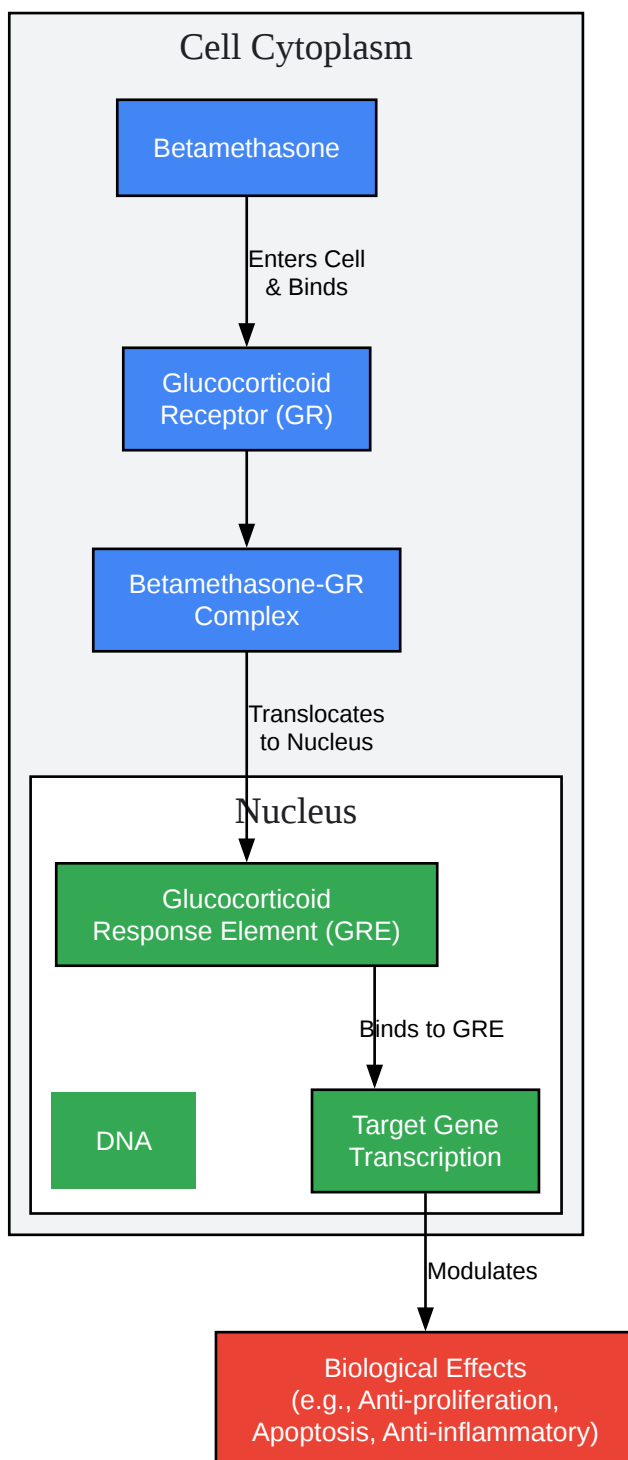 Cell Cytoplasm
Betamethasone
Enters Cell
& Binds
Glucocorticoid
Receptor (GR)
Betamethasone-GR
Complex
Translocates
to Nucleus
Nucleus
Glucocorticoid
Response Element (GRE)
Binds to GRE
DNA
Target Gene
Transcription
Modulates
Biological Effects
(e.g., Anti-proliferation,
Apoptosis, Anti-inflammatory)